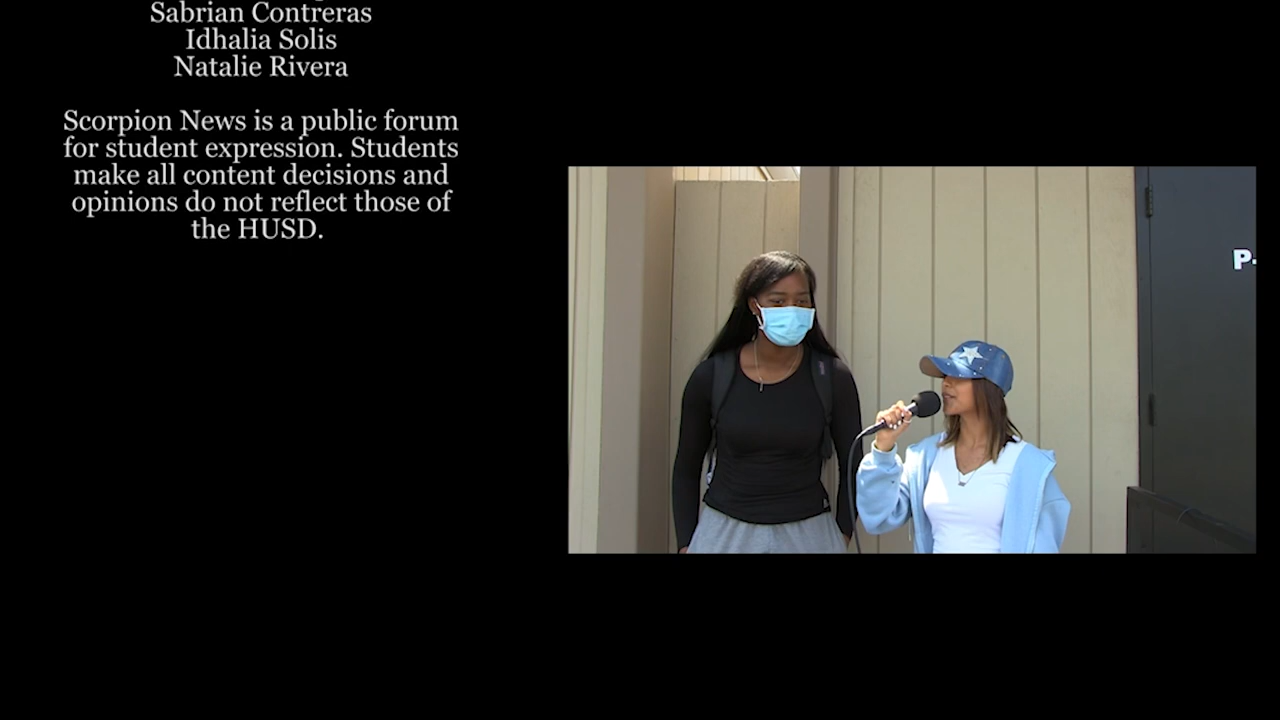 Sabrian Contreras
Idhalia Solis
Natalie Rivera
Scorpion News is a public forum
for student expression. Students
make all content decisions and
opinions do not reflect those of
the HUSD.
P-